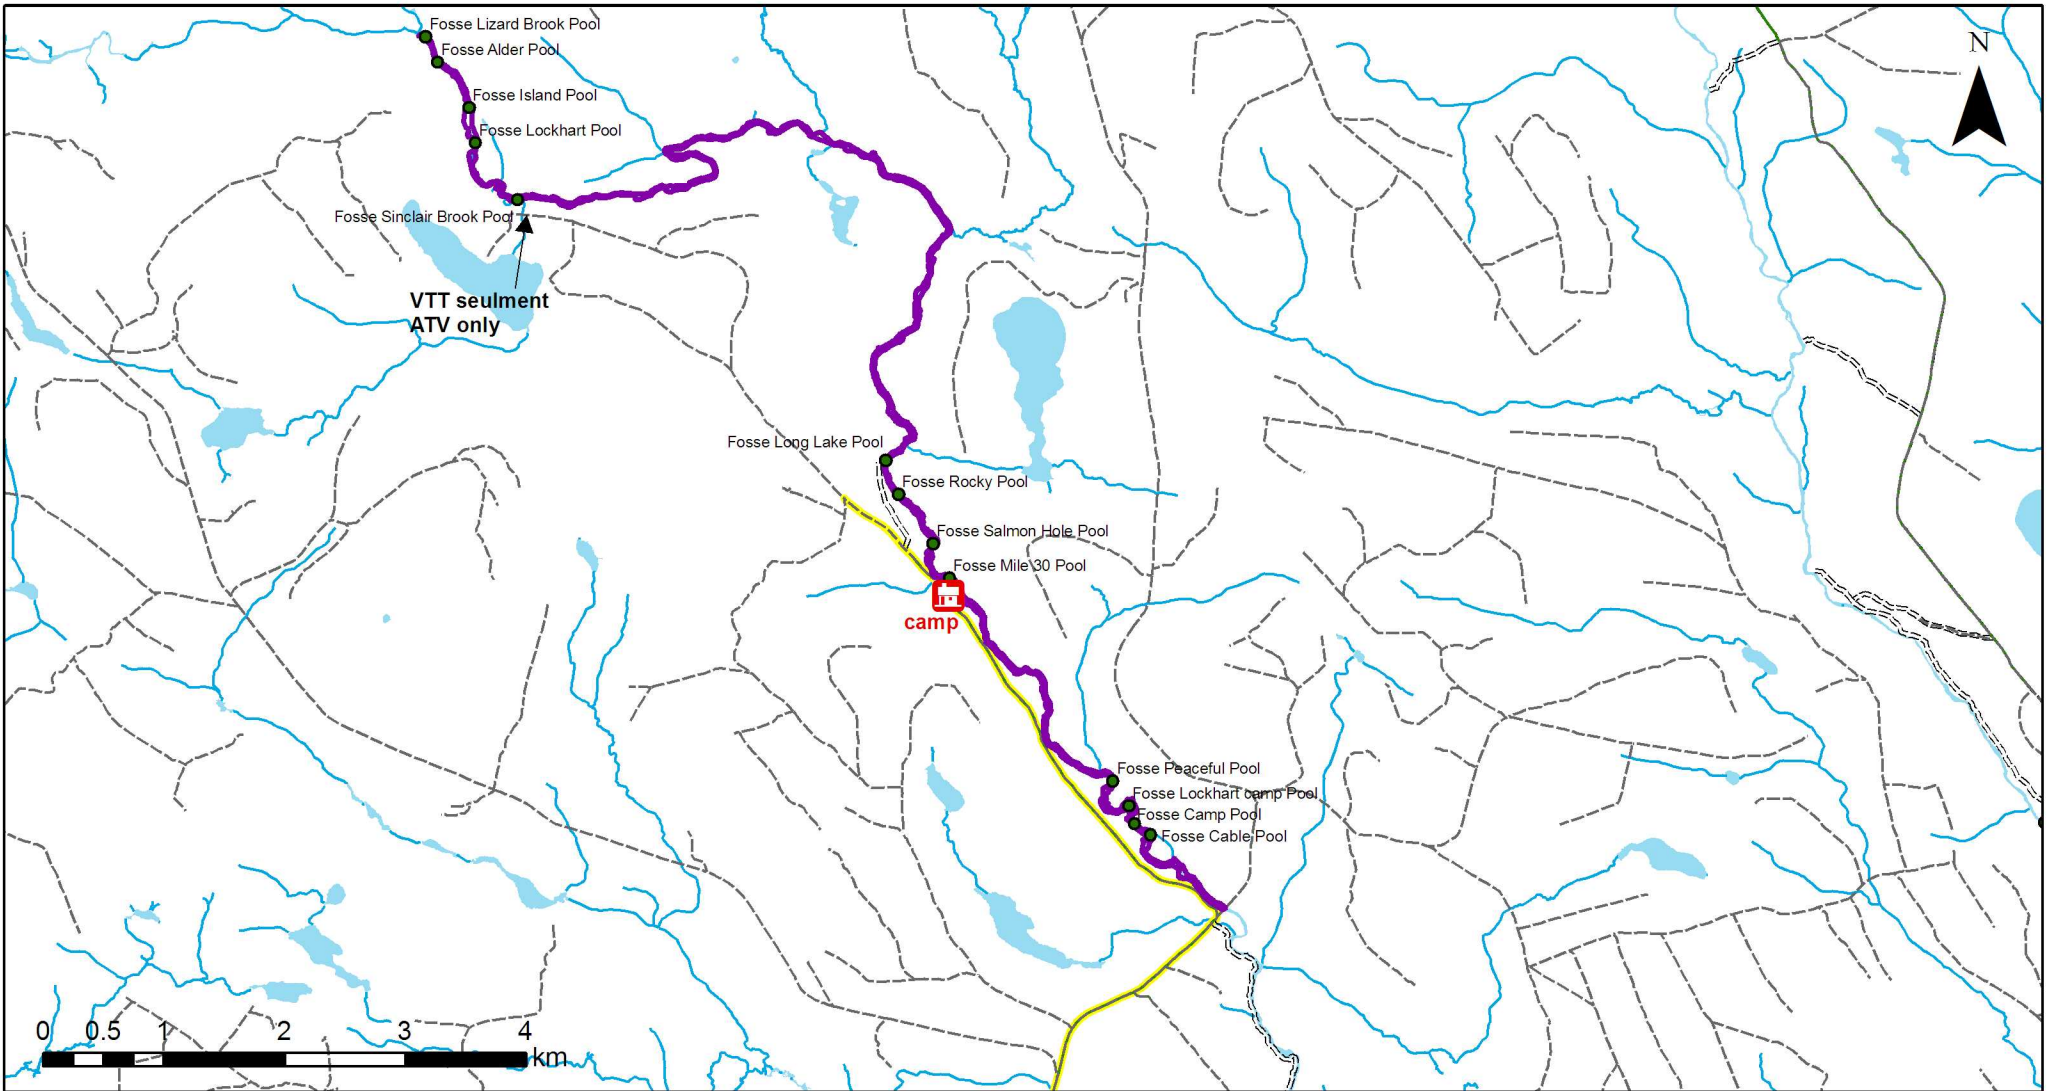 Fosse Lizard Brook Pool
Fosse Alder Pool
N
Fosse Island Pool
Fosse Lockhart Pool
Fosse Sinclair Brook Pool
VTT seulment
ATV only
Fosse Long Lake Pool
Fosse Rocky Pool
Fosse Salmon Hole Pool
Fosse Mile 30 Pool
camp
Fosse Peaceful Pool
Fosse Lockhart camp Pool
Fosse Camp Pool
Fosse Cable Pool
0 0.5 1 2 3 4
km